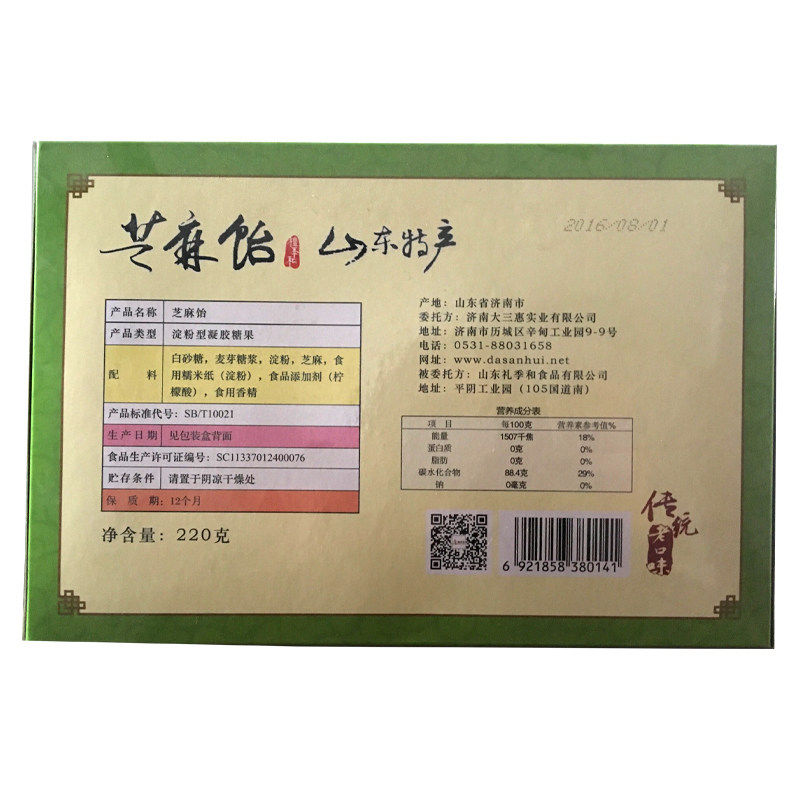 芝麻饴 山东特产
2016/08/01
产品名称 芝麻饴
产品类型 淀粉型凝胶糖果
配 料 白砂糖，麦芽糖浆，淀粉，芝麻，食
用糯米纸（淀粉），食品添加剂（柠
檬酸），食用香精
产品标准代号： SB/T10021
生产日期 见包装盒背面
食品生产许可证编号： SC11337012400076
贮存条件 请置于阴凉干燥处
保 质 期： 12个月
净含量： 220克
产地： 山东省济南市
委托方： 济南大三惠实业有限公司
地址： 济南市历城区辛甸工业园9-9号
电话： 0531-88031658
网址： www.dasanhui.net
被委托方： 山东礼季和食品有限公司
地址： 平阴工业园（105国道南）
营养成分表
项 目 每100克 营养素参考值%
能量 1507千焦 18%
蛋白质 0克 0%
脂肪 0克 0%
碳水化合物 88.4克 29%
钠 0毫克 0%
6 921858 380141
传统
老口味